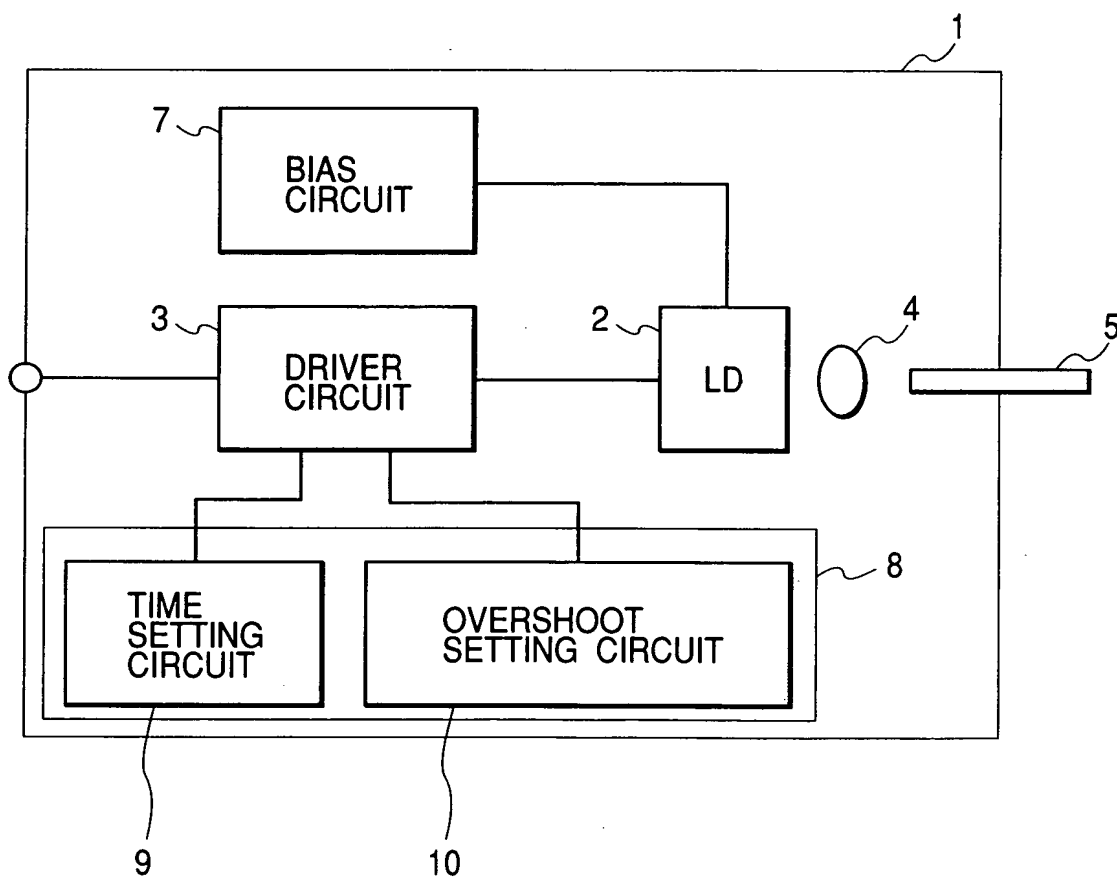 1
7
BIAS
CIRCUIT
3
DRIVER
CIRCUIT
2
LD
4
5
8
TIME
SETTING
CIRCUIT
OVERSHOOT
SETTING CIRCUIT
9
10